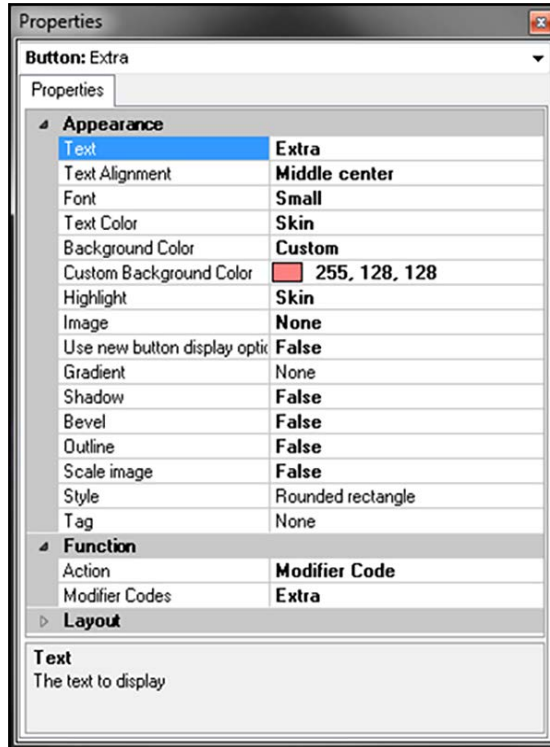 Properties
Button: Extra
Properties
Appearance
Text Extra
Text Alignment Middle center
Font Small
Text Color Skin
Background Color Custom
Custom Background Color 255, 128, 128
Highlight Skin
Image None
Use new button display optic False
Gradient None
Shadow False
Bevel False
Outline False
Scale image False
Style Rounded rectangle
Tag None
Function
Action Modifier Code
Modifier Codes Extra
Layout
Text
The text to display